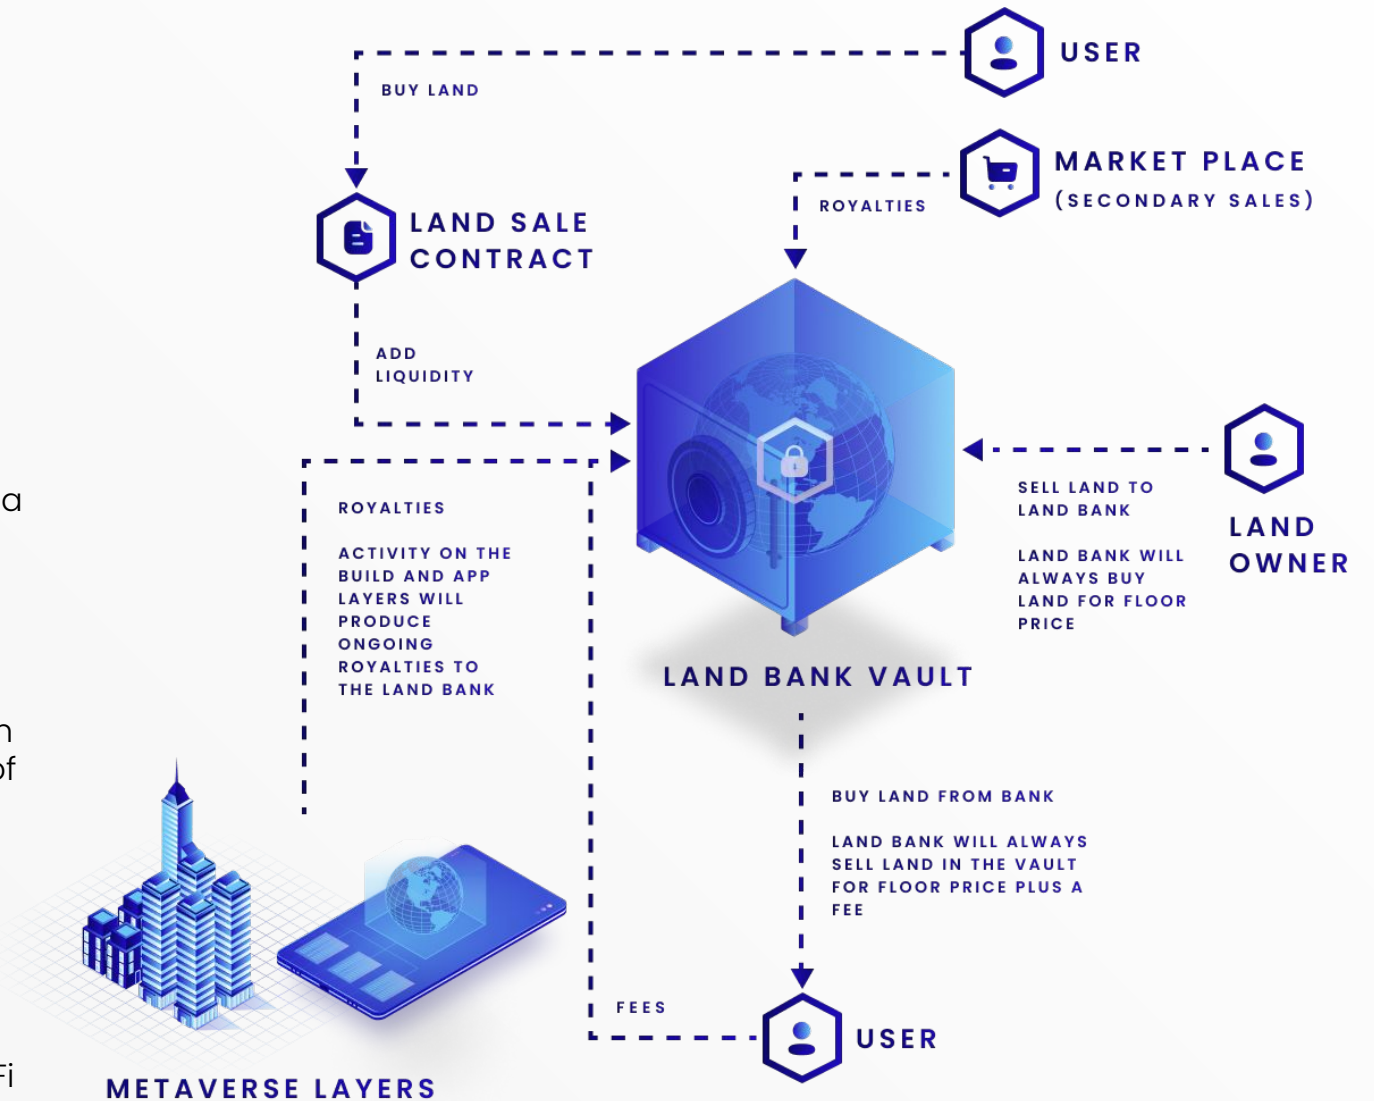 USER
BUY LAND
MARKET PLACE
(SECONDARY SALES)
ROYALTIES
LAND SALE
CONTRACT
ADD
LIQUIDITY
ROYALTIES
ACTIVITY ON THE
BUILD AND APP
LAYERS WILL
PRODUCE
ONGOING
ROYALTIES TO
THE LAND BANK
SELL LAND TO
LAND BANK
LAND BANK WILL
ALWAYS BUY
LAND FOR FLOOR
PRICE
LAND
OWNER
LAND BANK VAULT
BUY LAND FROM BANK
LAND BANK WILL ALWAYS
SELL LAND IN THE VAULT
FOR FLOOR PRICE PLUS A
FEE
FEES
USER
METAVERSE LAYERS
a
of